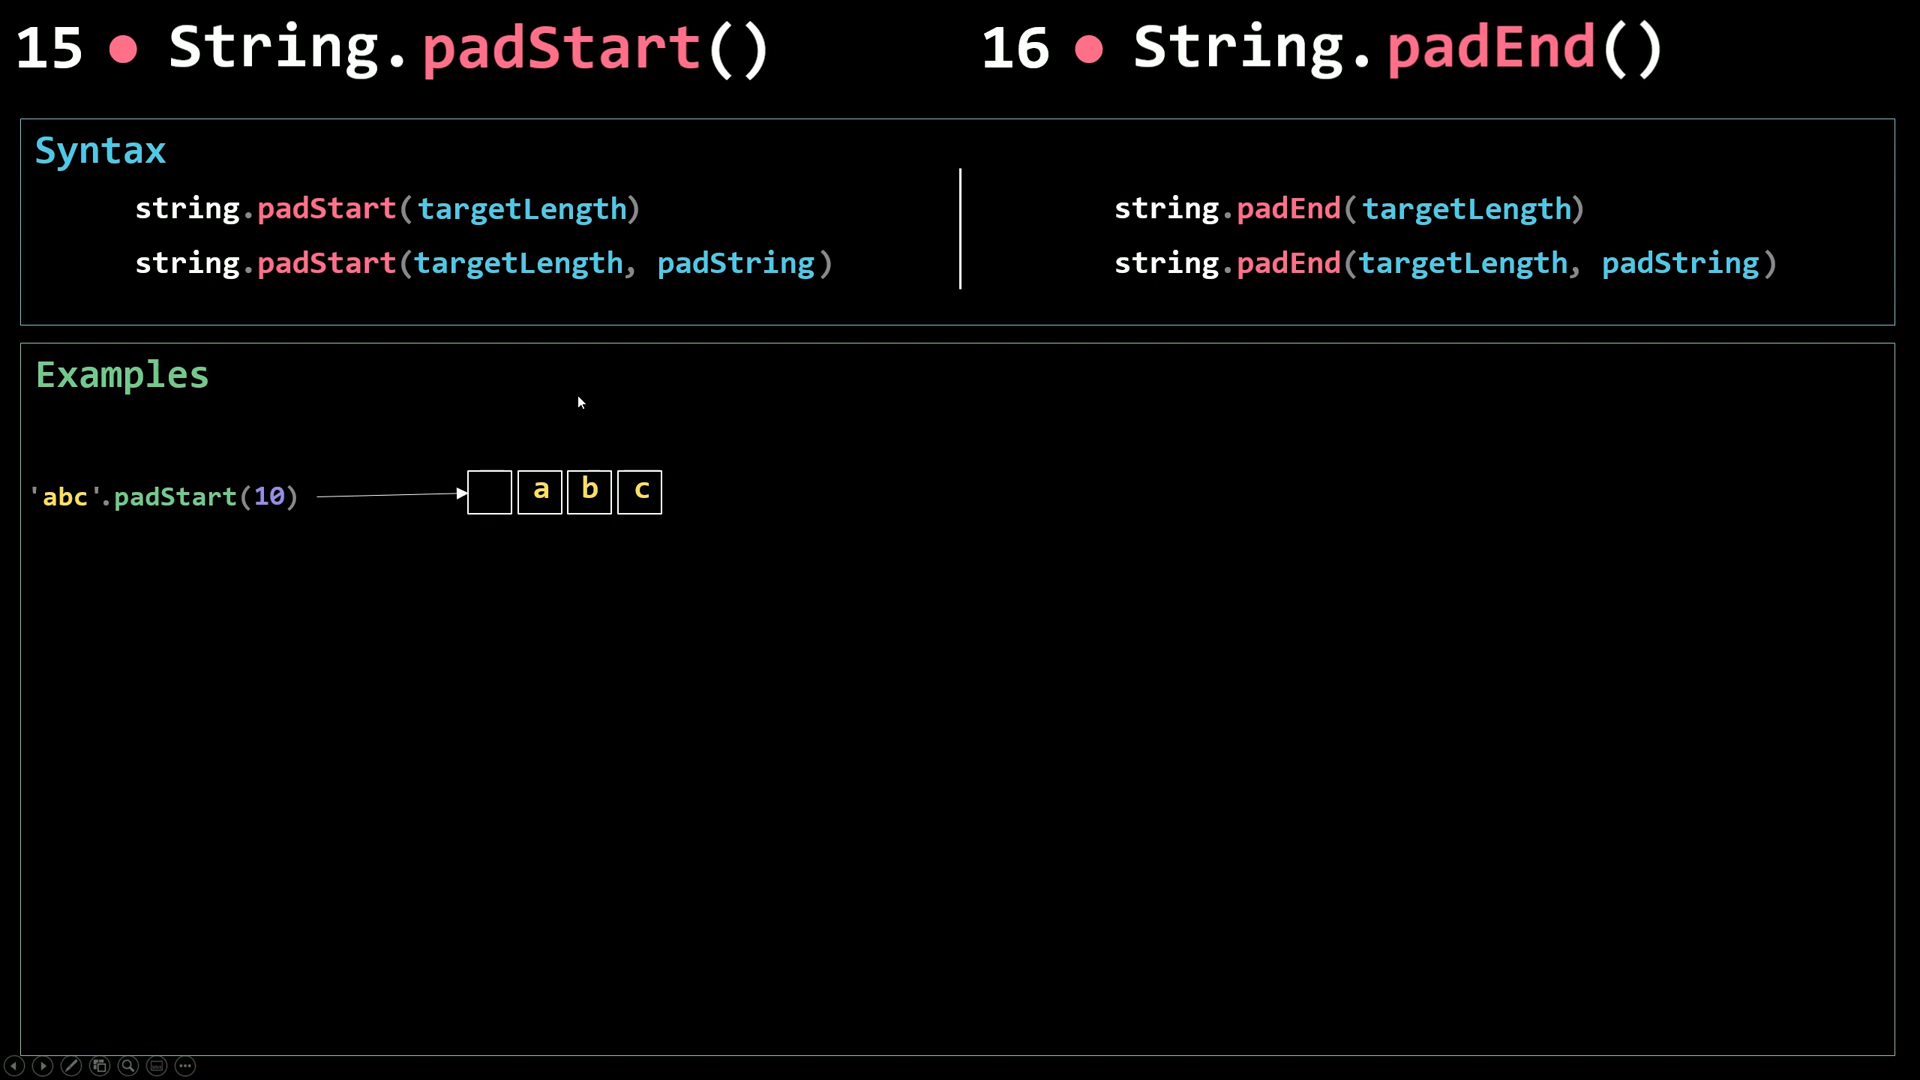 15 ● String.padStart()
16 ● String.padEnd()
Syntax
string.padStart(targetLength)
string.padStart(targetLength, padString)
string.padEnd(targetLength)
string.padEnd(targetLength, padString)
Examples
'abc'.padStart(10)
a b c